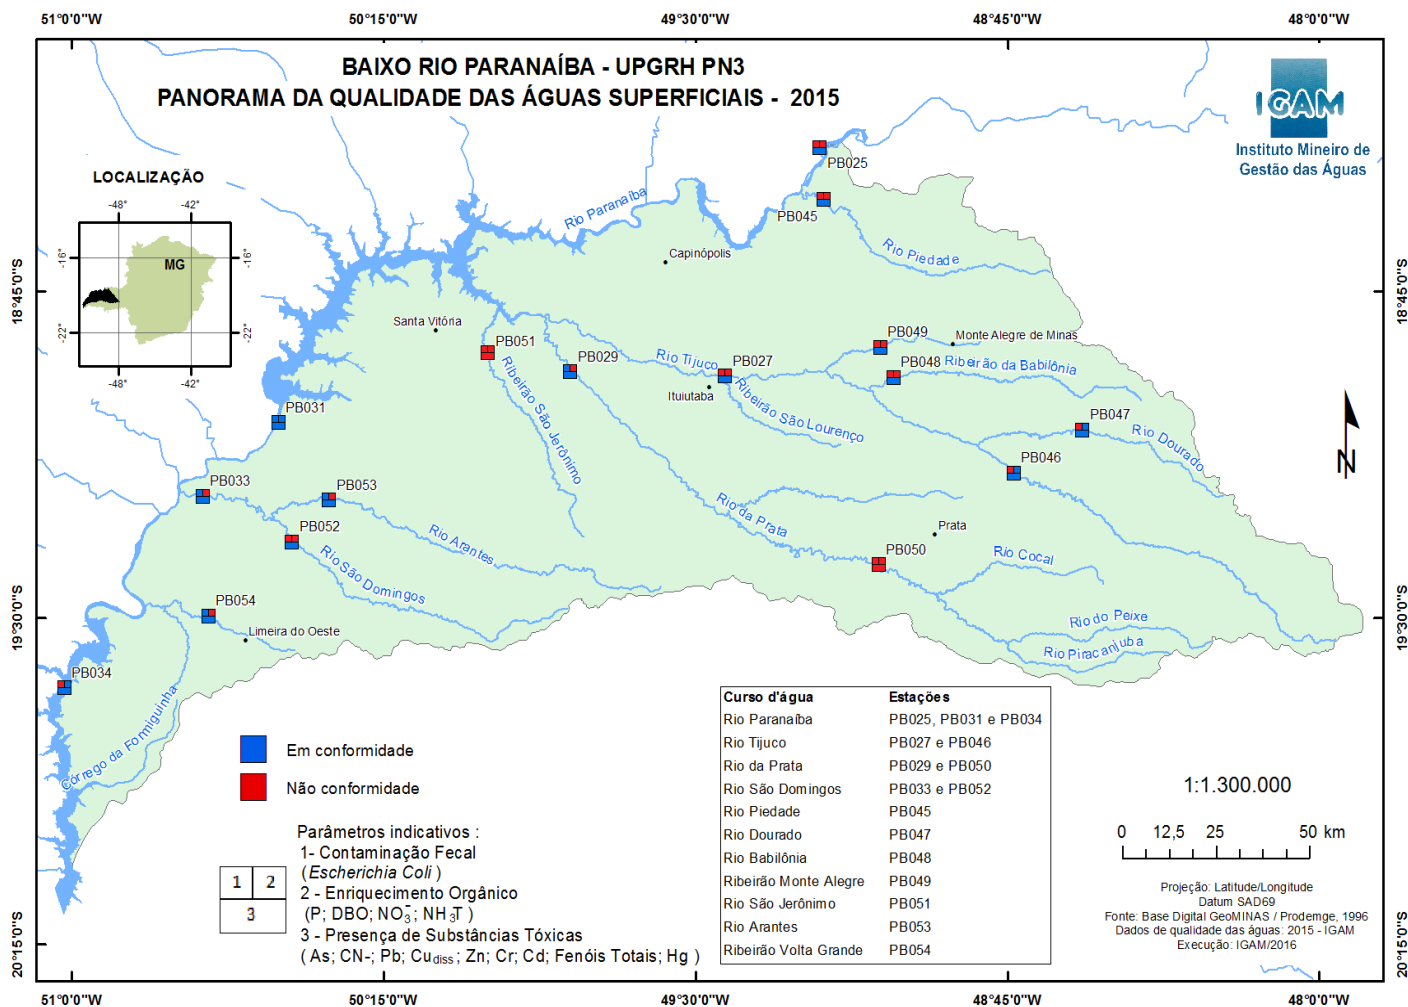 51°0'0"W 50°15'0"W 49°30'0"W 48°45'0"W 48°0'0"W
BAIXO RIO PARANAÍBA - UPGRH PN3
PANORAMA DA QUALIDADE DAS ÁGUAS SUPERFICIAIS - 2015
IGAM
Instituto Mineiro de
Gestão das Águas
LOCALIZAÇÃO
-48° -42°
-16° MG -16°
-22° -22°
-48° -42°
18°45'0"S
18°45'0"S
19°30'0"S
19°30'0"S
20°15'0"S
20°15'0"S
PB025
PB045
Rio Paranaíba
Rio Piedade
Capinópolis
Santa Vitória
PB051
PB029
Rio Tijuco
PB027
PB049
Monte Alegre de Minas
PB048
Ribeirão da Babilônia
Ituiutaba
Ribeirão São Lourenço
Ribeirão São Jerônimo
PB031
PB047
Rio Dourado
PB046
PB033
PB053
Rio da Prata
PB052
Rio Arantes
Prata
Rio São Domingos
PB050
Rio Cocal
PB054
Limeira do Oeste
Rio do Peixe
Rio Piracanjuba
PB034
Córrego da Formiguinha
N
Em conformidade
Não conformidade
Parâmetros indicativos :
1- Contaminação Fecal
(Escherichia Coli )
2 - Enriquecimento Orgânico
(P; DBO; NO₃⁻; NH₃T )
3 - Presença de Substâncias Tóxicas
( As; CN-; Pb; Cu diss ; Zn; Cr; Cd; Fenóis Totais; Hg )
1 2
3
Curso d'água Estações
Rio Paranaíba PB025, PB031 e PB034
Rio Tijuco PB027 e PB046
Rio da Prata PB029 e PB050
Rio São Domingos PB033 e PB052
Rio Piedade PB045
Rio Dourado PB047
Rio Babilônia PB048
Ribeirão Monte Alegre PB049
Rio São Jerônimo PB051
Rio Arantes PB053
Ribeirão Volta Grande PB054
1:1.300.000
0 12,5 25 50 km
Projeção: Latitude/Longitude
Datum SAD69
Fonte: Base Digital GeoMINAS / Prodemge, 1996
Dados de qualidade das águas: 2015 - IGAM
Execução: IGAM/2016
51°0'0"W 50°15'0"W 49°30'0"W 48°45'0"W 48°0'0"W